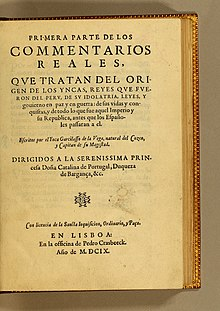 PRIMERA PARTE DE LOS
COMMENTARIOS
REALES,
QVE TRATAN DEL ORI-
GEN DE LOS YNCAS, REYES QVE FVE-
RON DEL PERV, DE SV IDOLATRIA, LEYES, Y
gouierno en paz y en guerra: de sus vidas y con-
quistas, y de todo lo que fue aquel Imperio y
su Republica, antes que los Españo-
les passaran a el.
Escritos por el Ynca Garcilasso de la Vega, natural del Cozco,
y Capitan de su Magestad.
DIRIGIDOS A LA SERENISSIMA PRIN-
cesa Doña Catalina de Portugal, Duqueza
de Bargança, &c.
Con licencia de la Sancta Inquisicion, Ordinario, y Paço.
EN LISBOA:
En la officina de Pedro Crasbeeck.
Año de M.DCIX.